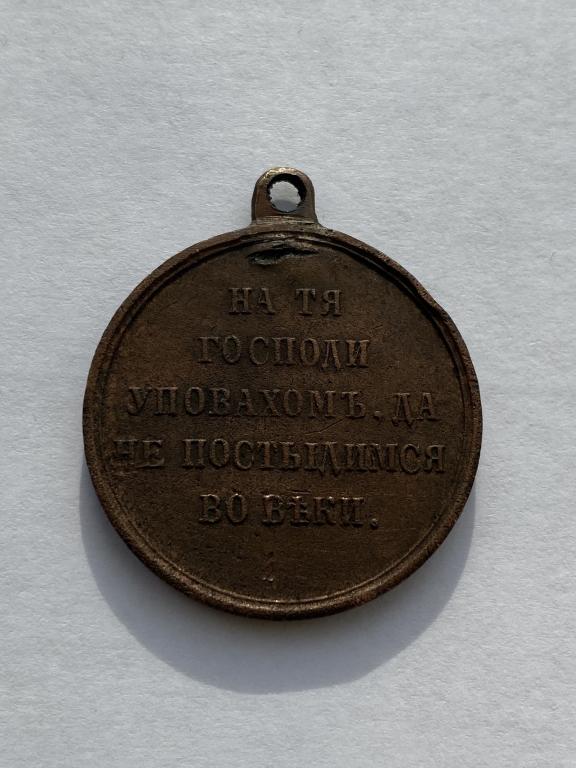 НА ТЯ
ГОСПОДИ
УПОВАХОМЪ, ДА
НЕ ПОСТЫДИМСЯ
ВО ВѢКИ.